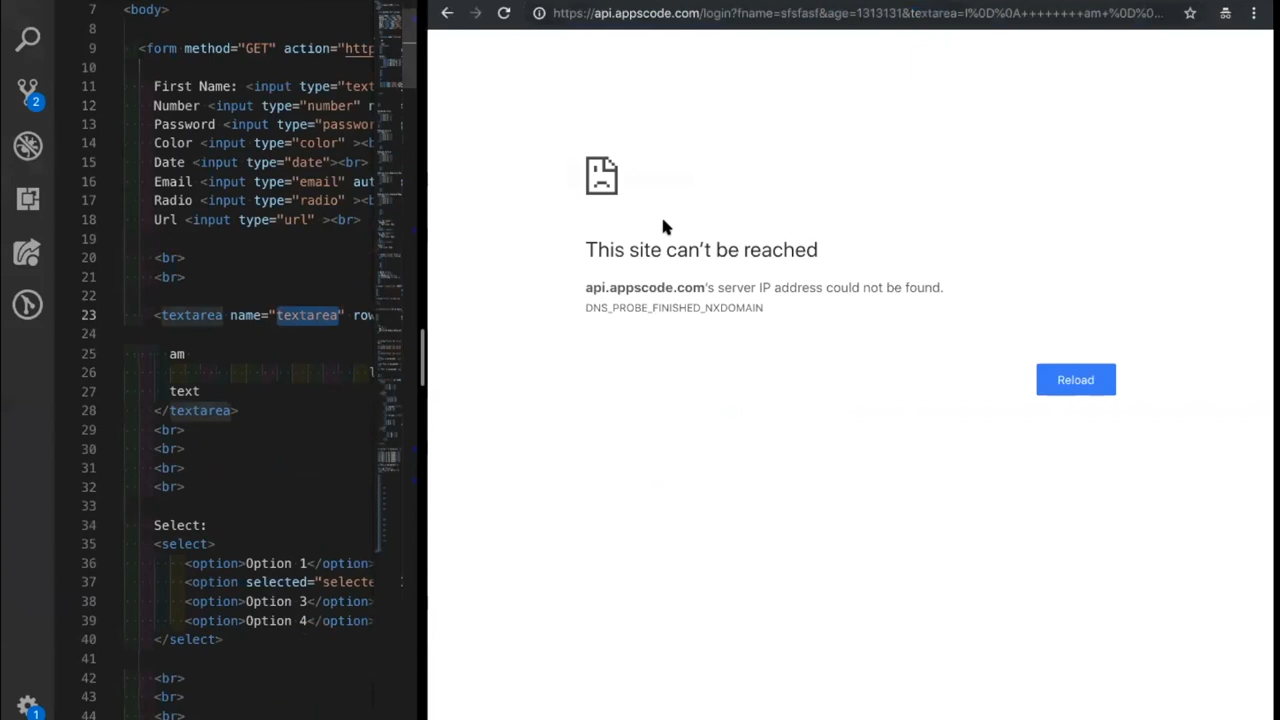 7 <body>
8
9 <form method="GET" action="http
10
11 First Name: <input type="text
12 Number <input type="number" n
13 Password <input type="passwor
14 Color <input type="color" ><b
15 Date <input type="date"><br>
16 Email <input type="email" aut
17 Radio <input type="radio" ><b
18 Url <input type="url" ><br>
19
20 <br>
21 <br>
22
23 <textarea name="textarea" row
24
25 am
26 l
27 text
28 </textarea>
29 <br>
30 <br>
31 <br>
32 <br>
33
34 Select:
35 <select>
36 <option>Option 1</option>
37 <option selected="selecte
38 <option>Option 3</option>
39 <option>Option 4</option>
40 </select>
41
42 <br>
43 <br>
44 <br>
2
1
https://api.appscode.com/login?fname=sfsfasf&age=1313131&textarea=I%0D%0A++++++++am+%0D%0...
This site can't be reached
api.appscode.com's server IP address could not be found.
DNS_PROBE_FINISHED_NXDOMAIN
Reload